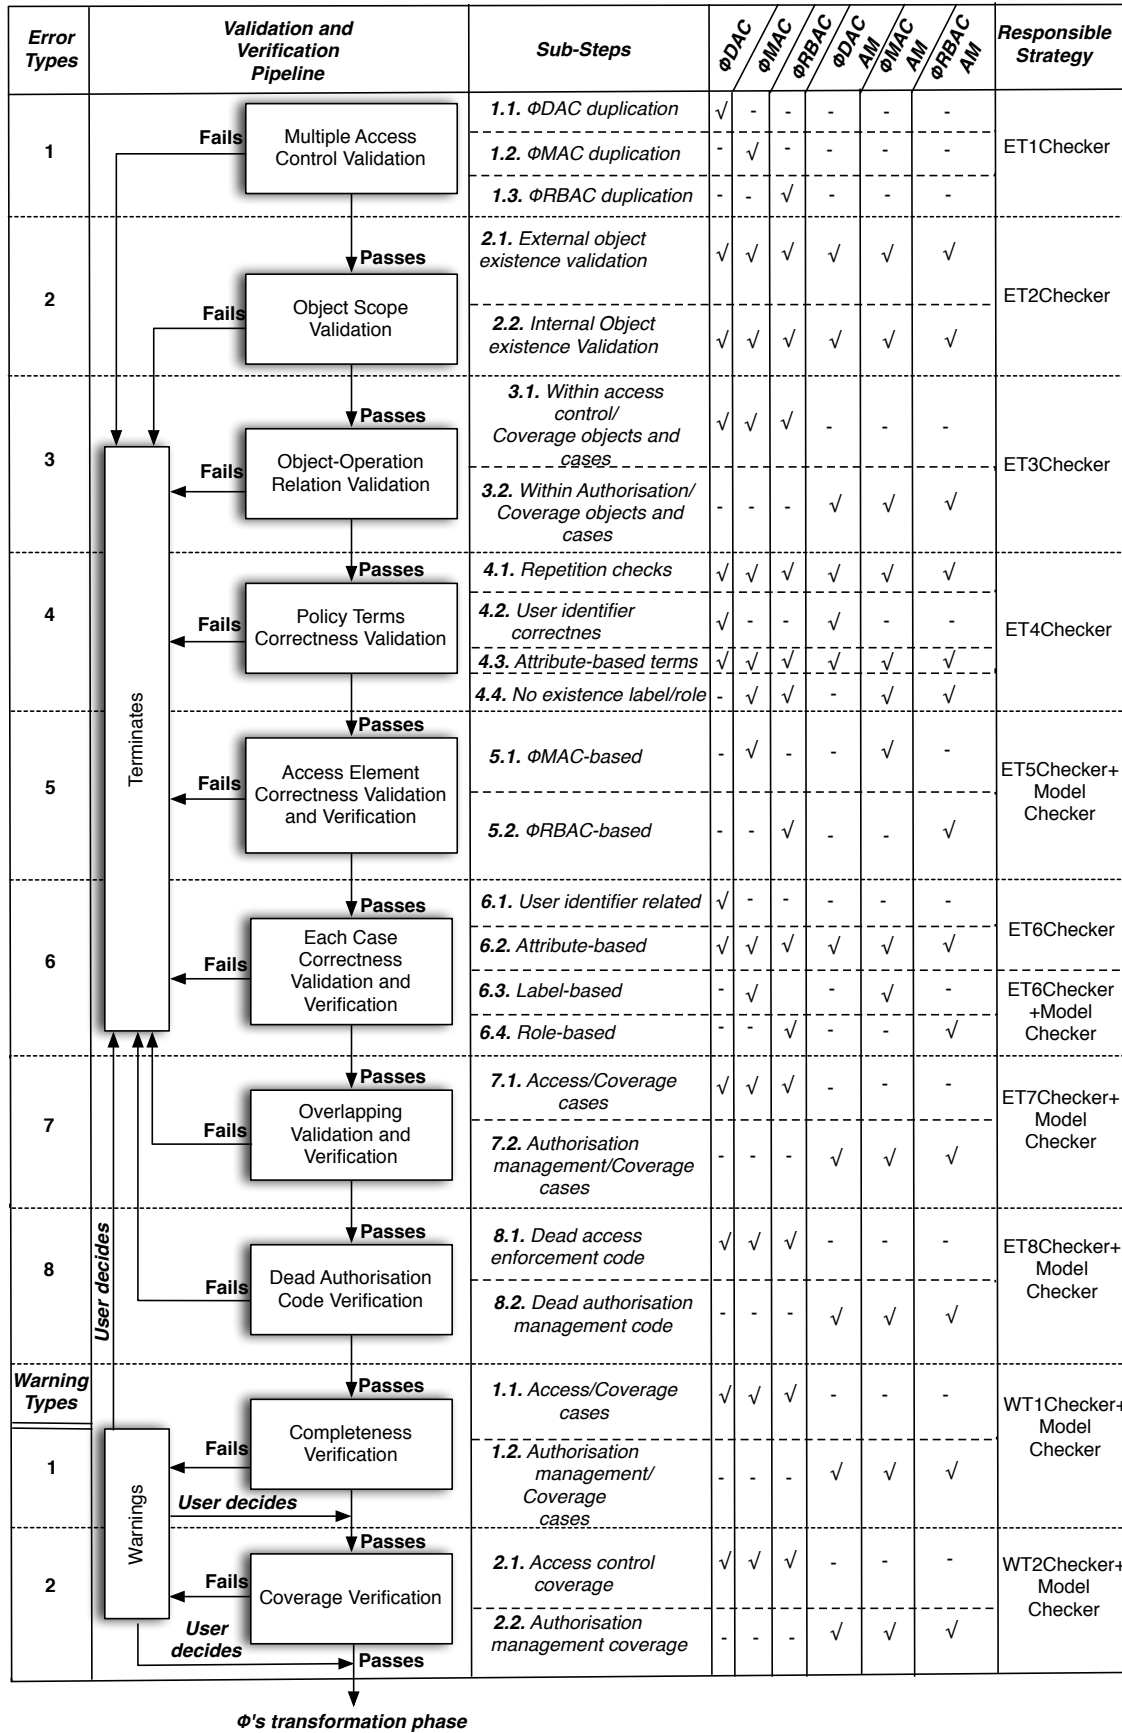 Error Types
Validation and Verification Pipeline
Sub-Steps
ΦDAC
ΦMAC
ΦRBAC
ΦDAC AM
ΦMAC AM
ΦRBAC AM
Responsible Strategy
1
Fails
Multiple Access
Control Validation
1.1. ΦDAC duplication
√ - - - - -
1.2. ΦMAC duplication
- √ - - - -
1.3. ΦRBAC duplication
- - √ - - -
ET1Checker
Passes
2
Fails
Object Scope
Validation
2.1. External object
existence validation
√ √ √ √ √ √
2.2. Internal Object
existence Validation
√ √ √ √ √ √
ET2Checker
Passes
3
Fails
Object-Operation
Relation Validation
3.1. Within access
control/
Coverage objects and
cases
√ √ √ - - -
3.2. Within Authorisation/
Coverage objects and
cases
- - - √ √ √
ET3Checker
Terminates
Passes
4
Fails
Policy Terms
Correctness Validation
4.1. Repetition checks
√ √ √ √ √ √
4.2. User identifier
correctnes
√ - - √ - -
4.3. Attribute-based terms
√ √ √ √ √ √
4.4. No existence label/role
- √ √ - √ √
ET4Checker
Passes
5
Fails
Access Element
Correctness Validation
and Verification
5.1. ΦMAC-based
- √ - - √ -
5.2. ΦRBAC-based
- - √ - - √
ET5Checker+
Model
Checker
Passes
6
Fails
Each Case
Correctness
Validation and
Verification
6.1. User identifier related
√ - - - - -
6.2. Attribute-based
√ √ √ √ √ √
ET6Checker
6.3. Label-based
- √ - - √ -
6.4. Role-based
- - √ - - √
ET6Checker
+Model
Checker
Passes
7
Fails
Overlapping
Validation and
Verification
7.1. Access/Coverage
cases
√ √ √ - - -
7.2. Authorisation
management/Coverage
cases
- - - √ √ √
ET7Checker+
Model
Checker
Passes
8
User decides
Fails
Dead Authorisation
Code Verification
8.1. Dead access
enforcement code
√ √ √ - - -
8.2. Dead authorisation
management code
- - - √ √ √
ET8Checker+
Model
Checker
Passes
Warning
Types
1
Warnings
Fails
Completeness
Verification
User decides
1.1. Access/Coverage
cases
√ √ √ - - -
1.2. Authorisation
management/
Coverage
cases
- - - √ √ √
WT1Checker+
Model
Checker
Passes
2
Fails
Coverage Verification
User
decides
2.1. Access control
coverage
√ √ √ - - -
2.2. Authorisation
management coverage
- - - √ √ √
WT2Checker+
Model
Checker
Passes
Φ's transformation phase